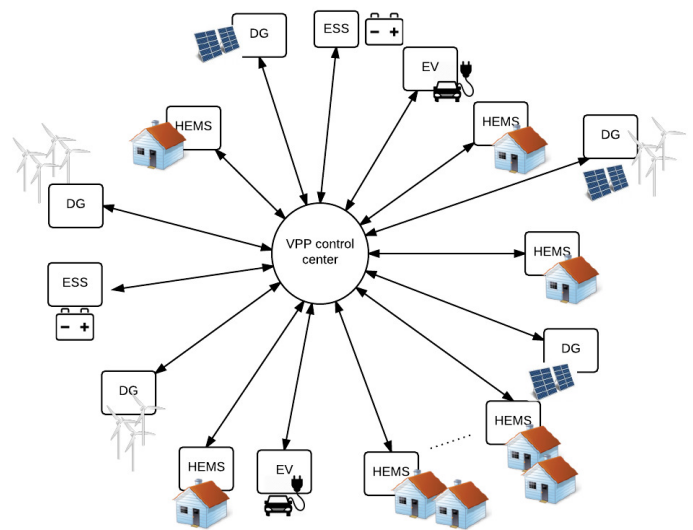 DG
ESS
EV
HEMS
HEMS
DG
DG
VPP control
center
HEMS
ESS
DG
DG
HEMS
HEMS
EV
HEMS